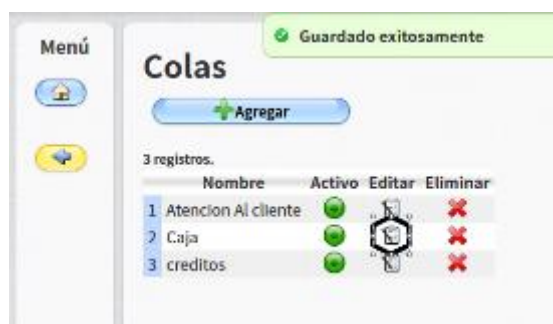 Guardado exitosamente
Menú
Colas
Agregar
3 registros.
Nombre Activo Editar Eliminar
1 Atencion Al cliente
2 Caja
3 creditos